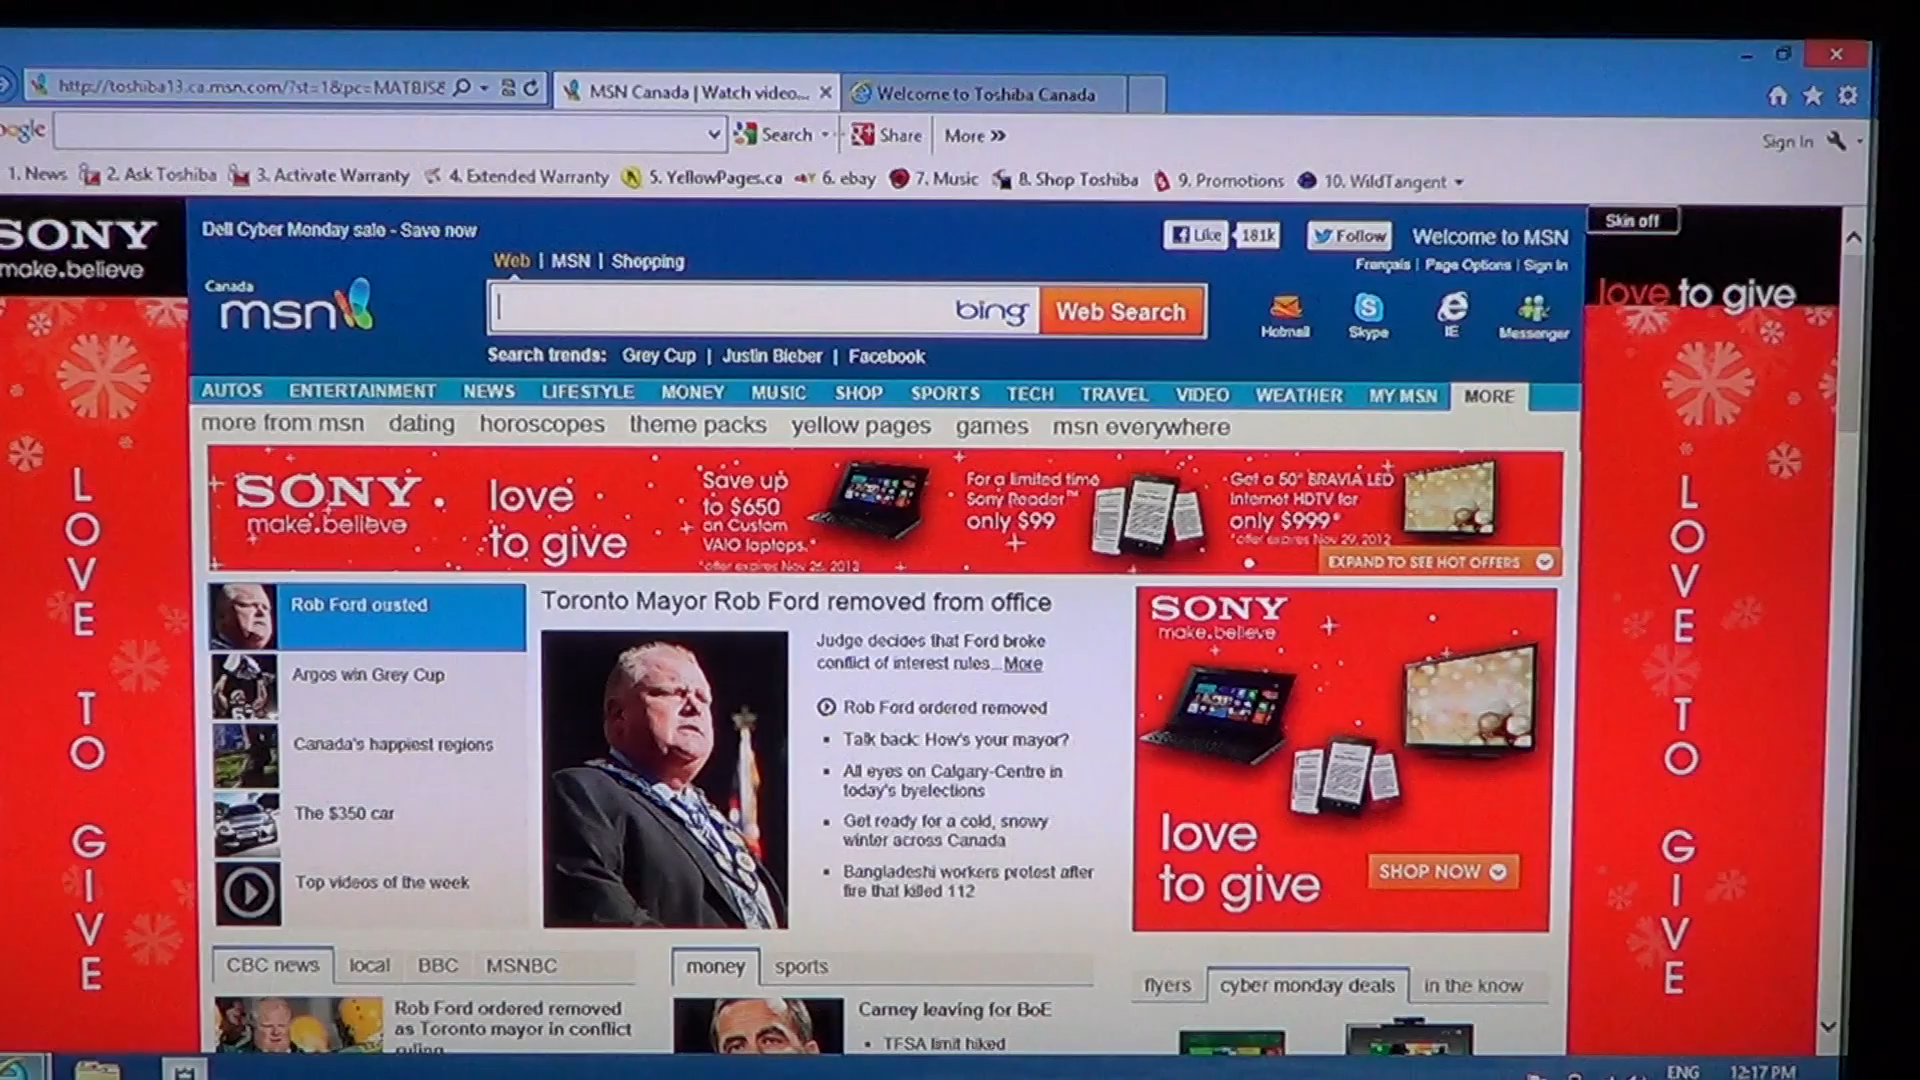 http://toshiba13.ca.msn.com/?st=1&pc=MAT8JS8
MSN Canada | Watch video...
Welcome to Toshiba Canada
Search
Share
More »
Sign In
1. News
2. Ask Toshiba
3. Activate Warranty
4. Extended Warranty
5. YellowPages.ca
6. ebay
7. Music
8. Shop Toshiba
9. Promotions
10. WildTangent
SONY
make.believe
Dell Cyber Monday sale - Save now
Like
181k
Follow
Welcome to MSN
Skin off
Français | Page Options | Sign In
Web | MSN | Shopping
Canada
msn
bing
Web Search
Hotmail
Skype
IE
Messenger
love to give
Search trends: Grey Cup | Justin Bieber | Facebook
AUTOS ENTERTAINMENT NEWS LIFESTYLE MONEY MUSIC SHOP SPORTS TECH TRAVEL VIDEO WEATHER MY MSN MORE
more from msn dating horoscopes theme packs yellow pages games msn everywhere
SONY
make.believe
love
to give
Save up
to $650
on Custom
VAIO laptops.*
*offer expires Nov 26, 2012
For a limited time
Sony Reader™
only $99
Get a 50" BRAVIA LED
Internet HDTV for
only $999*
*offer expires Nov 29, 2012
EXPAND TO SEE HOT OFFERS
LOVE TO GIVE
LOVE TO GIVE
Rob Ford ousted
Argos win Grey Cup
Canada's happiest regions
The $350 car
Top videos of the week
Toronto Mayor Rob Ford removed from office
Judge decides that Ford broke
conflict of interest rules... More
Rob Ford ordered removed
Talk back: How's your mayor?
All eyes on Calgary-Centre in
today's byelections
Get ready for a cold, snowy
winter across Canada
Bangladeshi workers protest after
fire that killed 112
SONY
make.believe
love
to give
SHOP NOW
CBC news local BBC MSNBC
Rob Ford ordered removed
as Toronto mayor in conflict
ruling
money sports
Carney leaving for BoE
TFSA limit hiked
flyers cyber monday deals in the know
ENG
12:17 PM